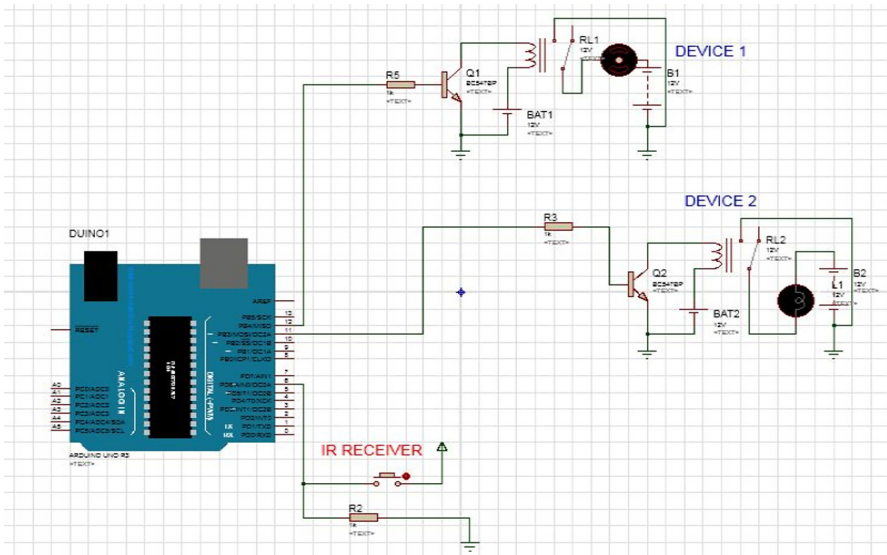 RL1
12V
<TEXT>
DEVICE 1
R5
1k
<TEXT>
Q1
BC547BP
<TEXT>
B1
12V
<TEXT>
BAT1
12V
<TEXT>
DEVICE 2
R3
1k
<TEXT>
DUINO1
RL2
12V
<TEXT>
Q2
BC547BP
<TEXT>
B2
12V
<TEXT>
L1
12V
<TEXT>
BAT2
12V
<TEXT>
AREF
RESET
PB5/SCK
13
PB4/MISO
12
PB3/MOSI/OC2A
11
PB2/SS/OC1B
10
PB1/OC1A
9
PB0/ICP1/CLKO
8
PD7/AIN1
7
PD6/AIN0/OC0A
6
PD5/T1/OC0B
5
PD4/T0/XCK
4
PD3/INT1/OC2B
3
PD2/INT0
2
TX
PD1/TXD
1
RX
PD0/RXD
0
A0
PC0/ADC0
A1
PC1/ADC1
A2
PC2/ADC2
A3
PC3/ADC3
A4
PC4/ADC4/SDA
A5
PC5/ADC5/SCL
ANALOG IN
DIGITAL (~PWM)
ARDUINO UNO R3
<TEXT>
IR RECEIVER
R2
1k
<TEXT>